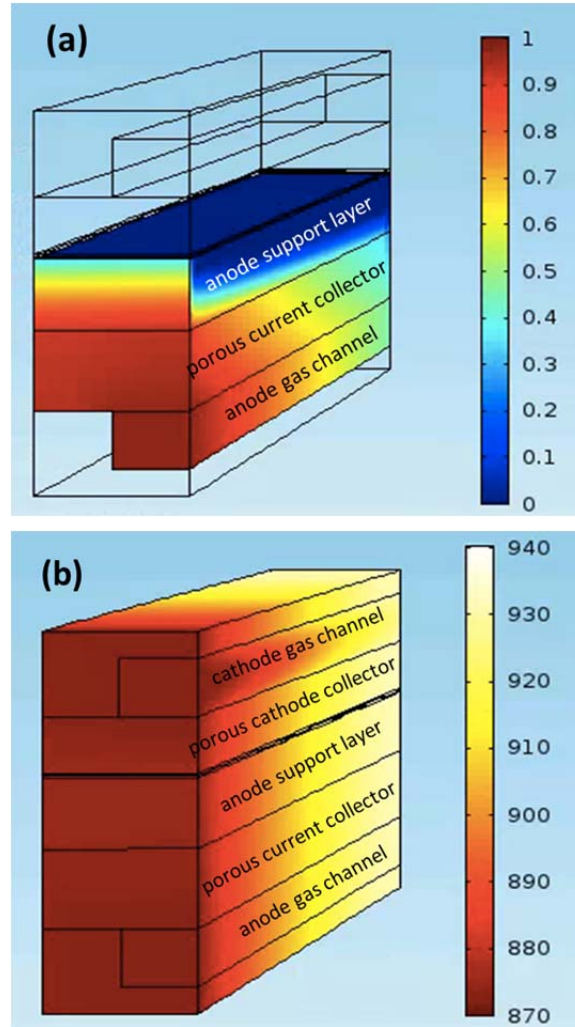 (a)
1
0.9
0.8
0.7
0.6
0.5
0.4
0.3
0.2
0.1
0
anode support layer
porous current collector
anode gas channel
(b)
940
930
920
910
900
890
880
870
cathode gas channel
porous cathode collector
anode support layer
porous current collector
anode gas channel